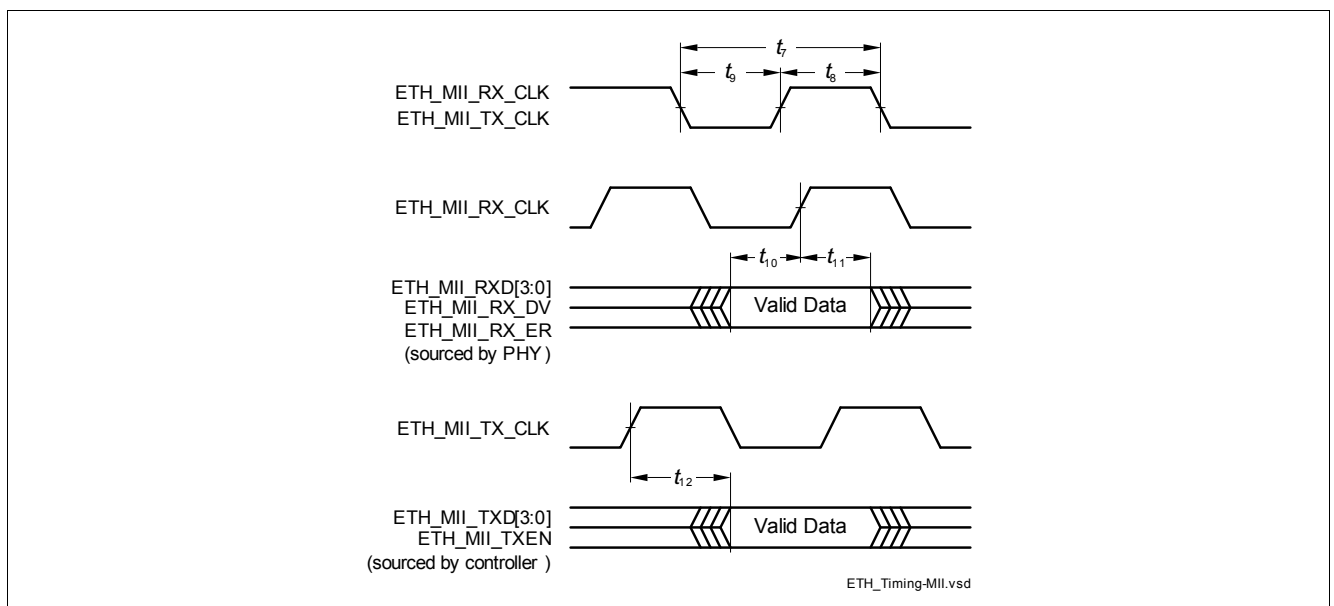 t7
t9
t8
ETH_MII_RX_CLK
ETH_MII_TX_CLK
ETH_MII_RX_CLK
t10
t11
ETH_MII_RXD[3:0]
ETH_MII_RX_DV
Valid Data
ETH_MII_RX_ER
(sourced by PHY )
ETH_MII_TX_CLK
t12
ETH_MII_TXD[3:0]
Valid Data
ETH_MII_TXEN
(sourced by controller )
ETH_Timing-MII.vsd